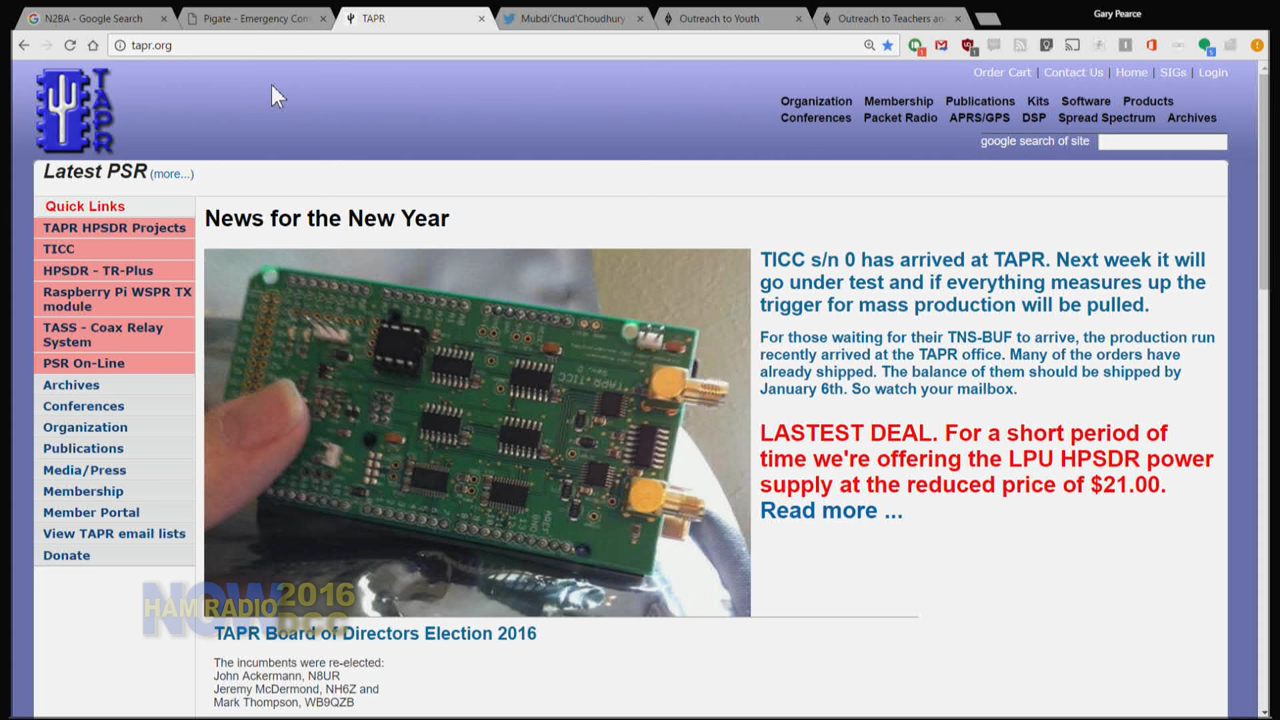 N2BA - Google Search
Pigate - Emergency Con
TAPR
Mubdi'Chud'Choudhury
Outreach to Youth
Outreach to Teachers an
Gary Pearce
tapr.org
TAPR
Order Cart | Contact Us | Home | SIGs | Login
Organization Membership Publications Kits Software Products
Conferences Packet Radio APRS/GPS DSP Spread Spectrum Archives
google search of site
Latest PSR (more...)
Quick Links
TAPR HPSDR Projects
TICC
HPSDR - TR-Plus
Raspberry Pi WSPR TX
module
TASS - Coax Relay
System
PSR On-Line
Archives
Conferences
Organization
Publications
Media/Press
Membership
Member Portal
View TAPR email lists
Donate
News for the New Year
TAPR TICC
TICC s/n 0 has arrived at TAPR. Next week it will
go under test and if everything measures up the
trigger for mass production will be pulled.
For those waiting for their TNS-BUF to arrive, the production run
recently arrived at the TAPR office. Many of the orders have
already shipped. The balance of them should be shipped by
January 6th. So watch your mailbox.
LASTEST DEAL. For a short period of
time we're offering the LPU HPSDR power
supply at the reduced price of $21.00.
Read more ...
HAM RADIO NOW 2016
DCC
TAPR Board of Directors Election 2016
The incumbents were re-elected:
John Ackermann, N8UR
Jeremy McDermond, NH6Z and
Mark Thompson, WB9QZB